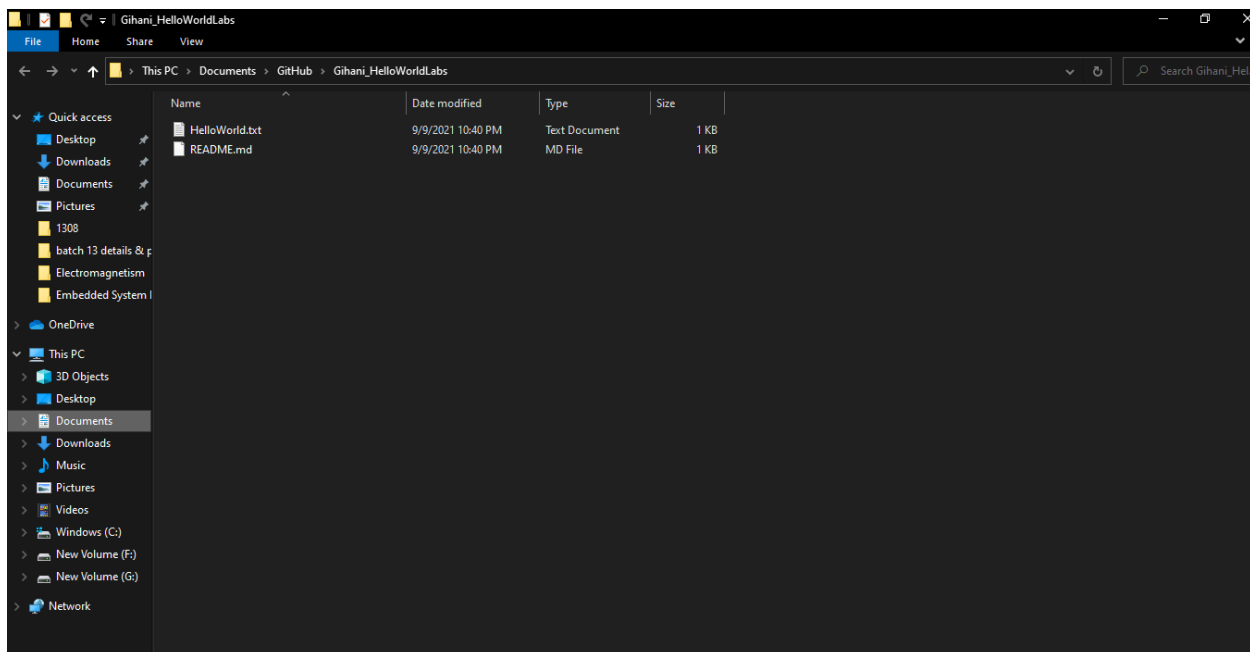 Gihani_HelloWorldLabs
File Home Share View
This PC > Documents > GitHub > Gihani_HelloWorldLabs
Search Gihani_Hel
Name Date modified Type Size
HelloWorld.txt 9/9/2021 10:40 PM Text Document 1 KB
README.md 9/9/2021 10:40 PM MD File 1 KB
Quick access
Desktop
Downloads
Documents
Pictures
1308
batch 13 details & p
Electromagnetism
Embedded System
OneDrive
This PC
3D Objects
Desktop
Documents
Downloads
Music
Pictures
Videos
Windows (C:)
New Volume (F:)
New Volume (G:)
Network